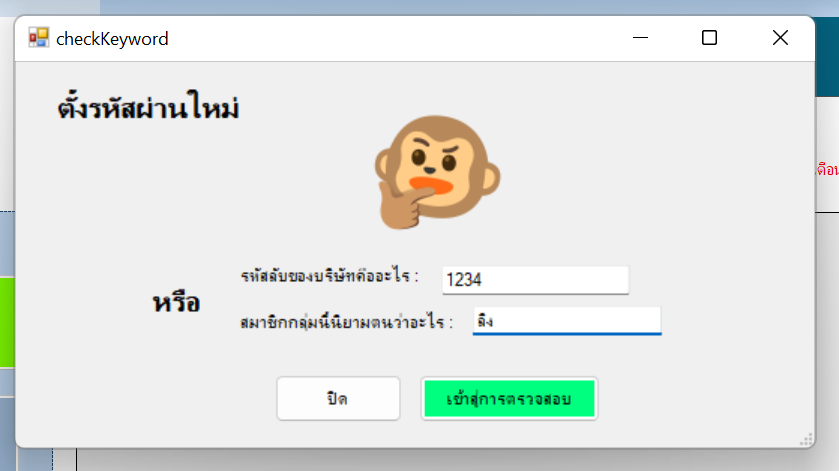 checkKeyword
ตั้งรหัสผ่านใหม่
รหัสลับของบริษัทคืออะไร :
1234
หรือ
สมาชิกกลุ่มนี้นิยามตนว่าอะไร :
ลิง
ปิด
เข้าสู่การตรวจสอบ